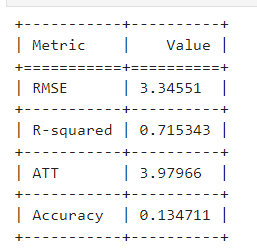 +-----------+----------+
| Metric    |    Value |
+===========+==========+
| RMSE      | 3.34551  |
+-----------+----------+
| R-squared | 0.715343 |
+-----------+----------+
| ATT       | 3.97966  |
+-----------+----------+
| Accuracy  | 0.134711 |
+-----------+----------+